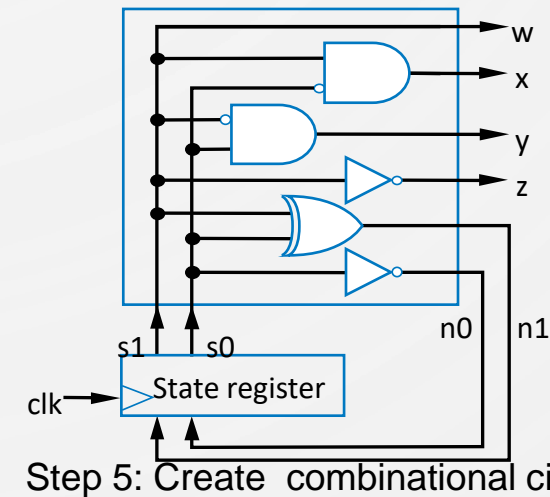 w
x
y
z
n0 n1
s1 s0
State register
clk
Step 5: Create combinational ci